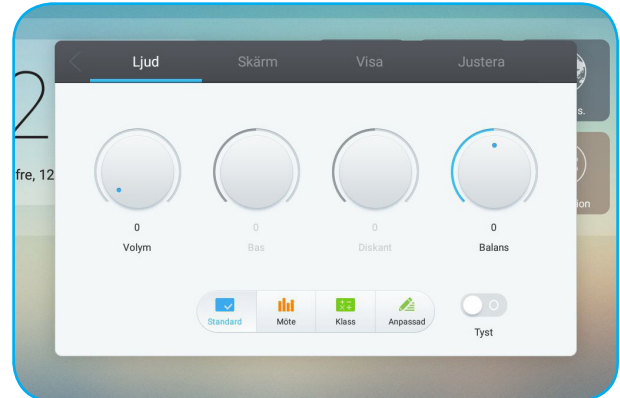 Ljud
Skärm
Visa
Justera
2
s.
fre, 12
ion
0
0
0
0
Volym
Bas
Diskant
Balans
Standard
Möte
Klass
Anpassad
Tyst